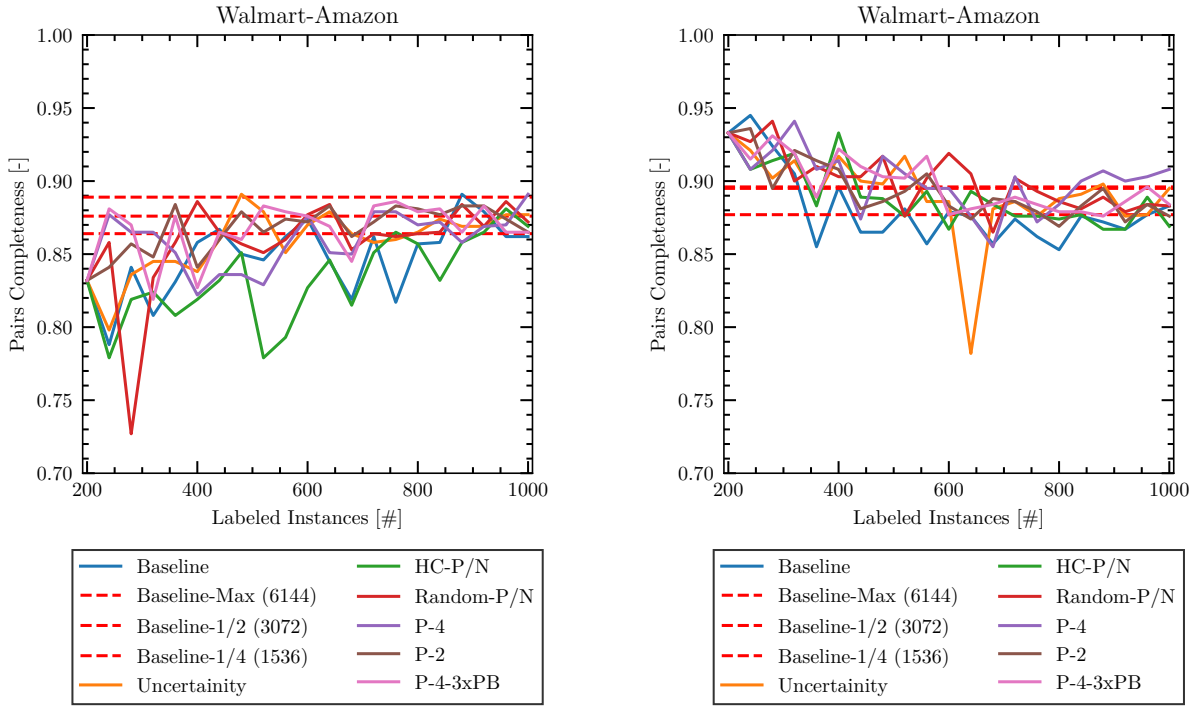 Walmart-Amazon
1.00
0.95
0.90
0.85
0.80
0.75
0.70
Pairs Completeness [-]
200
400
600
800
1000
Labeled Instances [#]
Baseline
Baseline-Max (6144)
Baseline-1/2 (3072)
Baseline-1/4 (1536)
Uncertainity
HC-P/N
Random-P/N
P-4
P-2
P-4-3xPB
Walmart-Amazon
1.00
0.95
0.90
0.85
0.80
0.75
0.70
Pairs Completeness [-]
200
400
600
800
1000
Labeled Instances [#]
Baseline
Baseline-Max (6144)
Baseline-1/2 (3072)
Baseline-1/4 (1536)
Uncertainity
HC-P/N
Random-P/N
P-4
P-2
P-4-3xPB